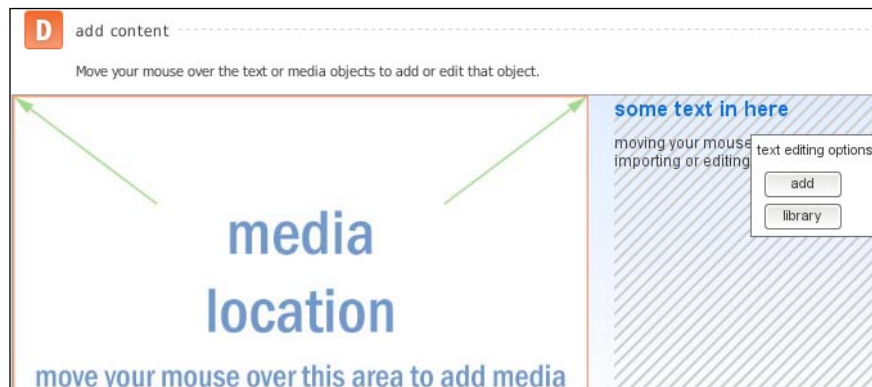 D add content
Move your mouse over the text or media objects to add or edit that object.
media
location
move your mouse over this area to add media
some text in here
moving your mouse
importing or editing
text editing options
add
library